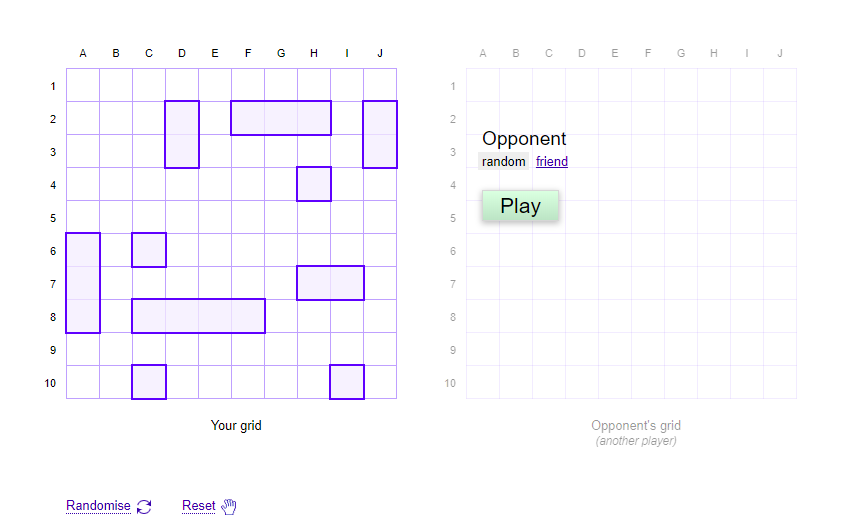 A B C D E F G H I J
1
2
3
4
5
6
7
8
9
10
Your grid
A B C D E F G H I J
1
2
3
4
5
6
7
8
9
10
Opponent
random friend
Play
Opponent's grid
(another player)
Randomise Reset